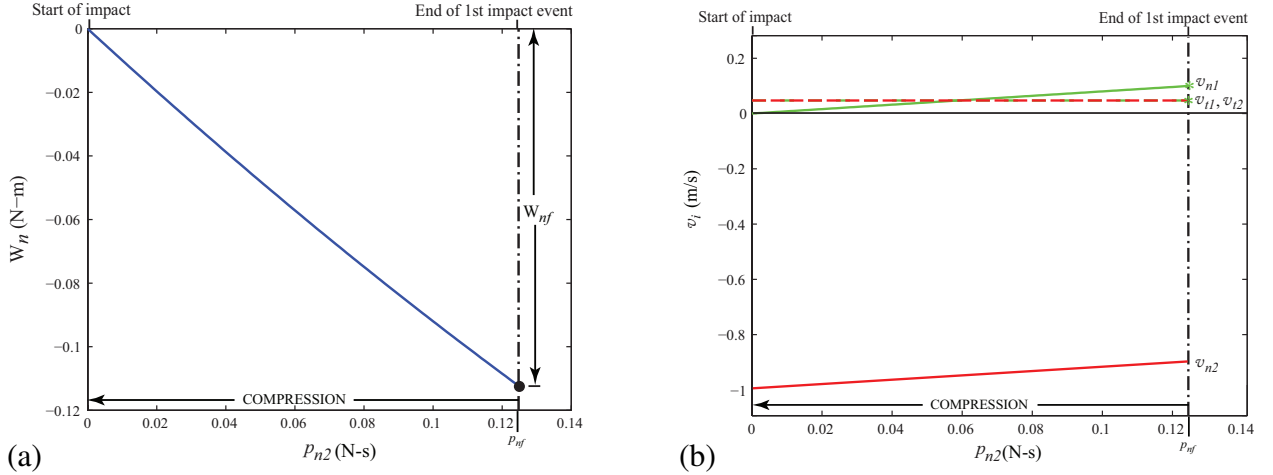 Start of impact
End of 1st impact event
0
−0.02
−0.04
−0.06
−0.08
−0.1
−0.12
W_n (N−m)
W_nf
COMPRESSION
0
0.02
0.04
0.06
0.08
0.1
0.12
0.14
p_nf
p_n2 (N-s)
(a)
Start of impact
End of 1st impact event
0.2
0
−0.2
−0.4
−0.6
−0.8
−1
v_i (m/s)
v_n1
v_t1, v_t2
v_n2
COMPRESSION
0
0.02
0.04
0.06
0.08
0.1
0.12
0.14
p_nf
p_n2 (N-s)
(b)